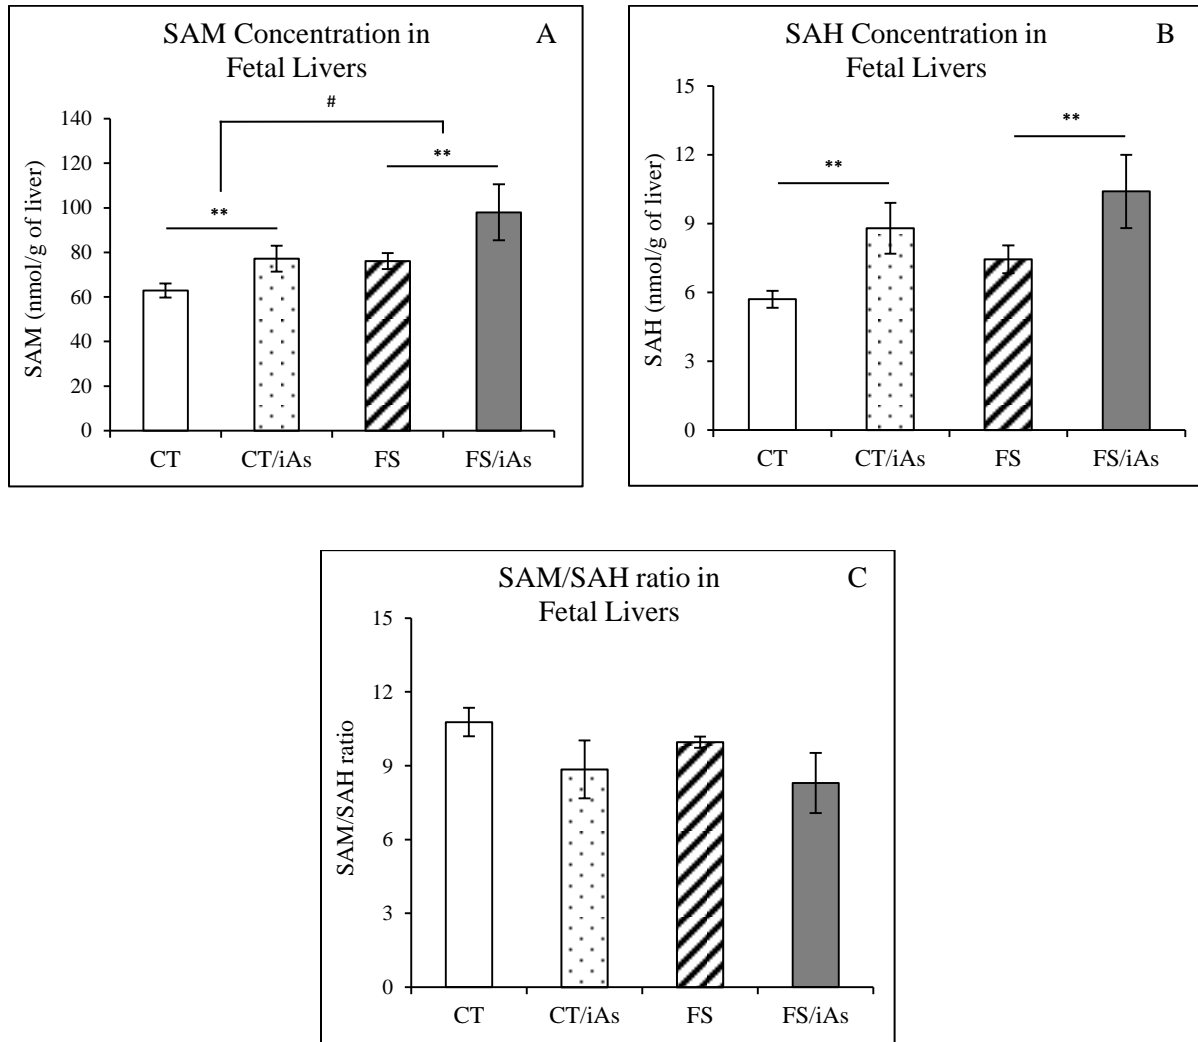 SAM Concentration in
Fetal Livers
A
#
**
**
SAM (nmol/g of liver)
140
120
100
80
60
40
20
0
CT CT/iAs FS FS/iAs
SAH Concentration in
Fetal Livers
B
**
**
SAH (nmol/g of liver)
15
12
9
6
3
0
CT CT/iAs FS FS/iAs
SAM/SAH ratio in
Fetal Livers
C
SAM/SAH ratio
15
12
9
6
3
0
CT CT/iAs FS FS/iAs